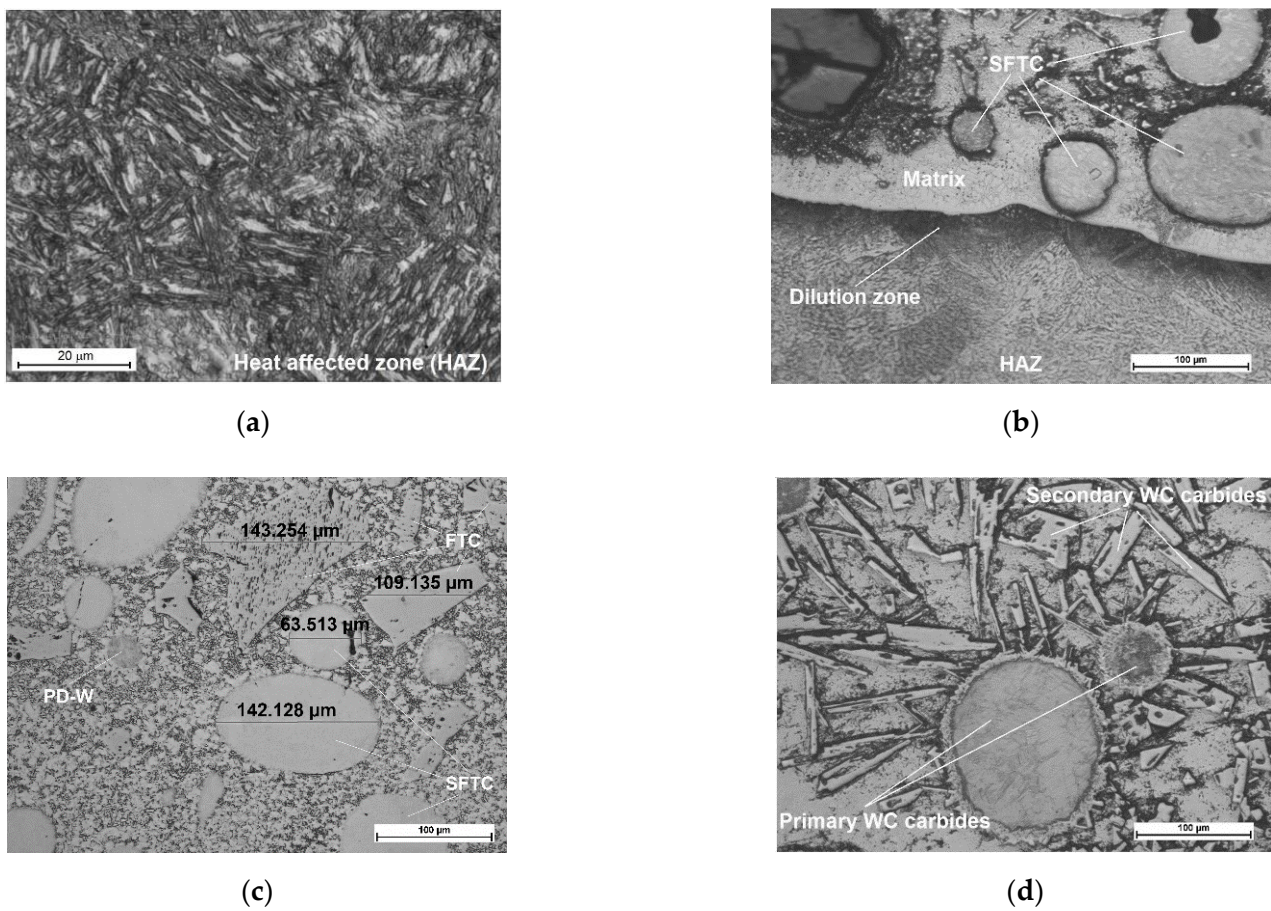 20 μm
Heat affected zone (HAZ)
(a)
SFTC
Matrix
Dilution zone
HAZ
100 μm
(b)
143.254 μm
FTC
109.135 μm
63.513 μm
PD-W
142.128 μm
SFTC
100 μm
(c)
Secondary WC carbides
Primary WC carbides
100 μm
(d)